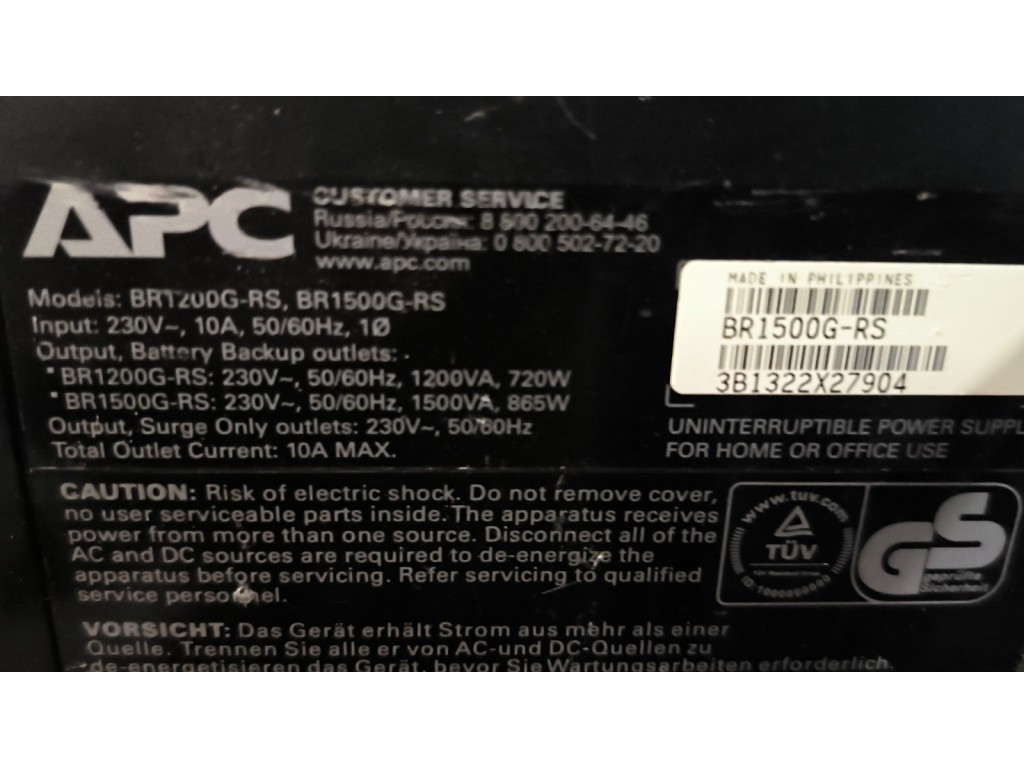 APC
CUSTOMER SERVICE
Russia/Россия: 8 500 200-64-46
Ukraine/Україна: 0 800 502-72-20
www.apc.com
Models: BR1200G-RS, BR1500G-RS
Input: 230V~, 10A, 50/60Hz, 1Ø
Output, Battery Backup outlets:
BR1200G-RS: 230V~, 50/60Hz, 1200VA, 720W
BR1500G-RS: 230V~, 50/60Hz, 1500VA, 865W
Output, Surge Only outlets: 230V~, 50/60Hz
Total Outlet Current: 10A MAX.
MADE IN PHILIPPINES
BR1500G-RS
3B1322X27904
UNINTERRUPTIBLE POWER SUPPL
FOR HOME OR OFFICE USE
CAUTION: Risk of electric shock. Do not remove cover,
no user serviceable parts inside. The apparatus receives
power from more than one source. Disconnect all of the
AC and DC sources are required to de-energize the
apparatus before servicing. Refer servicing to qualified
service personnel.
www.tuv.com
TÜV
GS
geprüfte
Sicherheit
VORSICHT: Das Gerät erhält Strom aus mehr als einer
Quelle. Trennen Sie alle er von AC-und DC-Quellen zu
de-energetisieren das Gerät, bevor Sie Wartungsarbeiten erforderlich.